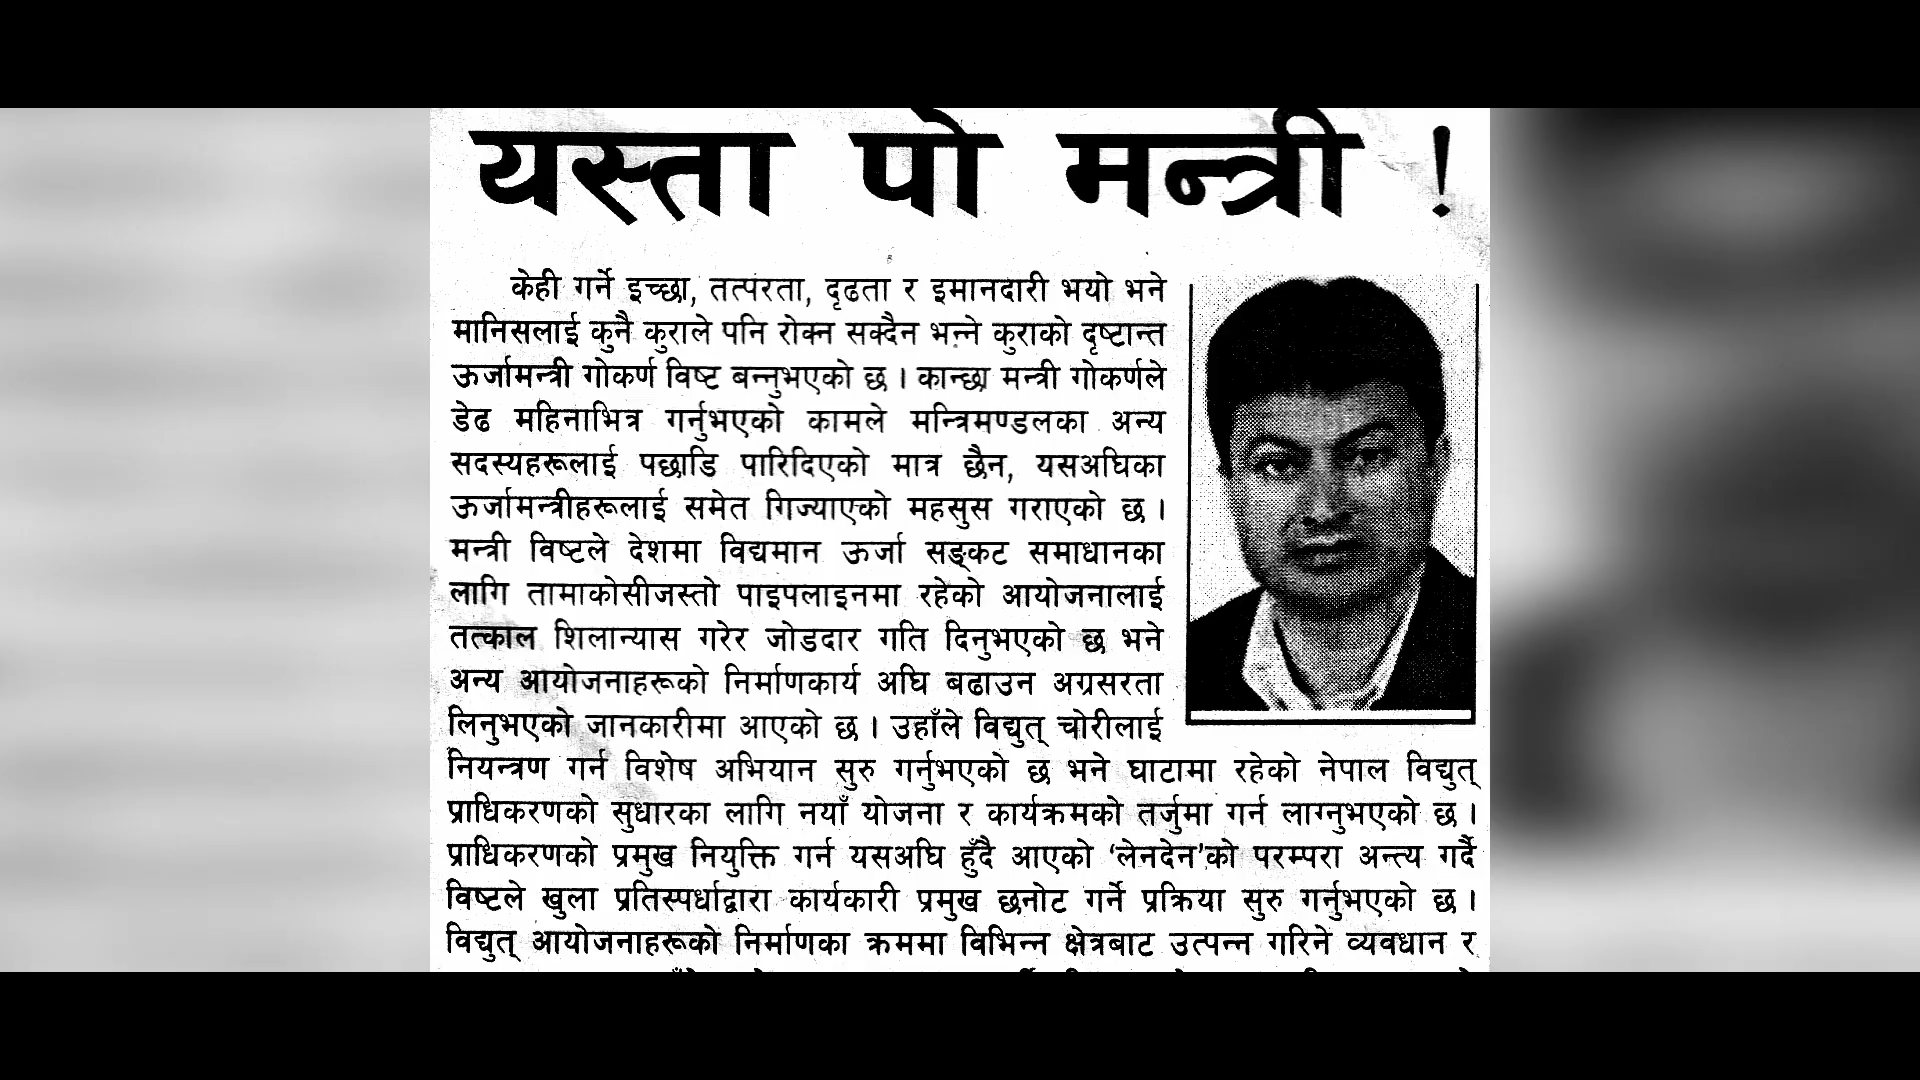 यस्ता पो मन्त्री !
केही गर्ने इच्छा, तत्परता, दृढता र इमानदारी भयो भने
मानिसलाई कुनै कुराले पनि रोक्न सक्दैन भन्ने कुराको दृष्टान्त
ऊर्जामन्त्री गोकर्ण विष्ट बन्नुभएको छ । कान्छा मन्त्री गोकर्णले
डेढ महिनाभित्र गर्नुभएको कामले मन्त्रिमण्डलका अन्य
सदस्यहरूलाई पछाडि पारिदिएको मात्र छैन, यसअघिका
ऊर्जामन्त्रीहरूलाई समेत गिज्याएको महसुस गराएको छ ।
मन्त्री विष्टले देशमा विद्यमान ऊर्जा सङ्कट समाधानका
लागि तामाकोसीजस्तो पाइपलाइनमा रहेको आयोजनालाई
तत्काल शिलान्यास गरेर जोडदार गति दिनुभएको छ भने
अन्य आयोजनाहरूको निर्माणकार्य अघि बढाउन अग्रसरता
लिनुभएको जानकारीमा आएको छ । उहाँले विद्युत् चोरीलाई
नियन्त्रण गर्न विशेष अभियान सुरु गर्नुभएको छ भने घाटामा रहेको नेपाल विद्युत्
प्राधिकरणको सुधारका लागि नयाँ योजना र कार्यक्रमको तर्जुमा गर्न लाग्नुभएको छ ।
प्राधिकरणको प्रमुख नियुक्ति गर्न यसअघि हुँदै आएको ‘लेनदेन’को परम्परा अन्त्य गर्दै
विष्टले खुला प्रतिस्पर्धाद्वारा कार्यकारी प्रमुख छनोट गर्ने प्रक्रिया सुरु गर्नुभएको छ ।
विद्युत् आयोजनाहरूको निर्माणका क्रममा विभिन्न क्षेत्रबाट उत्पन्न गरिने व्यवधान र